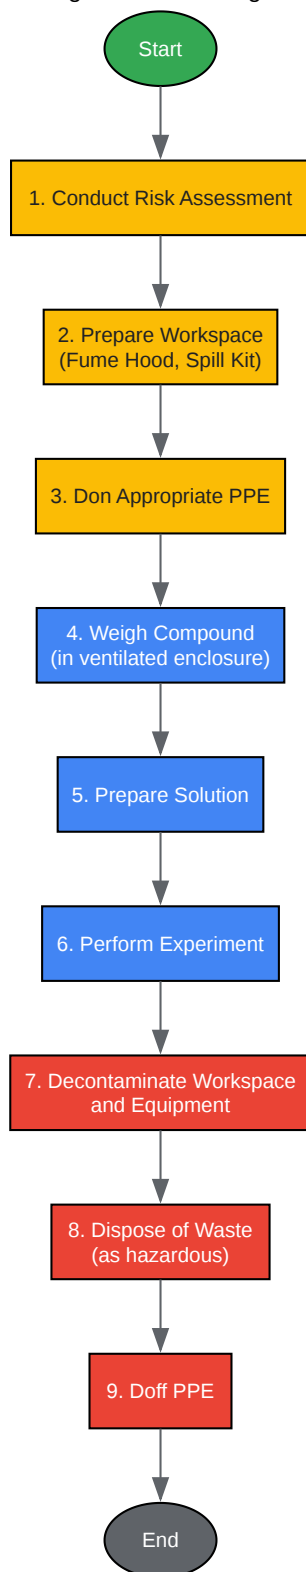 Start
1. Conduct Risk Assessment
2. Prepare Workspace
(Fume Hood, Spill Kit)
3. Don Appropriate PPE
4. Weigh Compound
(in ventilated enclosure)
5. Prepare Solution
6. Perform Experiment
7. Decontaminate Workspace
and Equipment
8. Dispose of Waste
(as hazardous)
9. Doff PPE
End